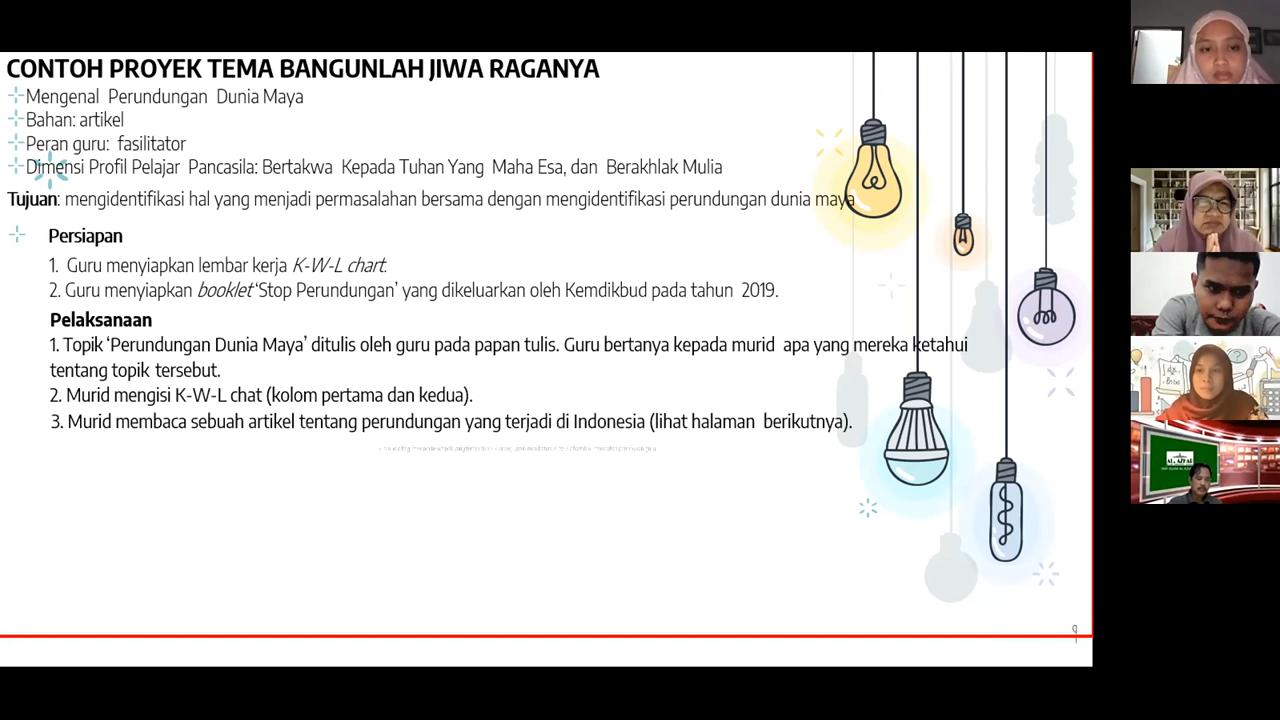 CONTOH PROYEK TEMA BANGUNLAH JIWA RAGANYA
Mengenal Perundungan Dunia Maya
Bahan: artikel
Peran guru: fasilitator
Dimensi Profil Pelajar Pancasila: Bertakwa Kepada Tuhan Yang Maha Esa, dan Berakhlak Mulia
Tujuan: mengidentifikasi hal yang menjadi permasalahan bersama dengan mengidentifikasi perundungan dunia maya
Persiapan
1. Guru menyiapkan lembar kerja K-W-L chart.
2. Guru menyiapkan booklet ‘Stop Perundungan’ yang dikeluarkan oleh Kemdikbud pada tahun 2019.
Pelaksanaan
1. Topik ‘Perundungan Dunia Maya’ ditulis oleh guru pada papan tulis. Guru bertanya kepada murid apa yang mereka ketahui
tentang topik tersebut.
2. Murid mengisi K-W-L chat (kolom pertama dan kedua).
3. Murid membaca sebuah artikel tentang perundungan yang terjadi di Indonesia (lihat halaman berikutnya).